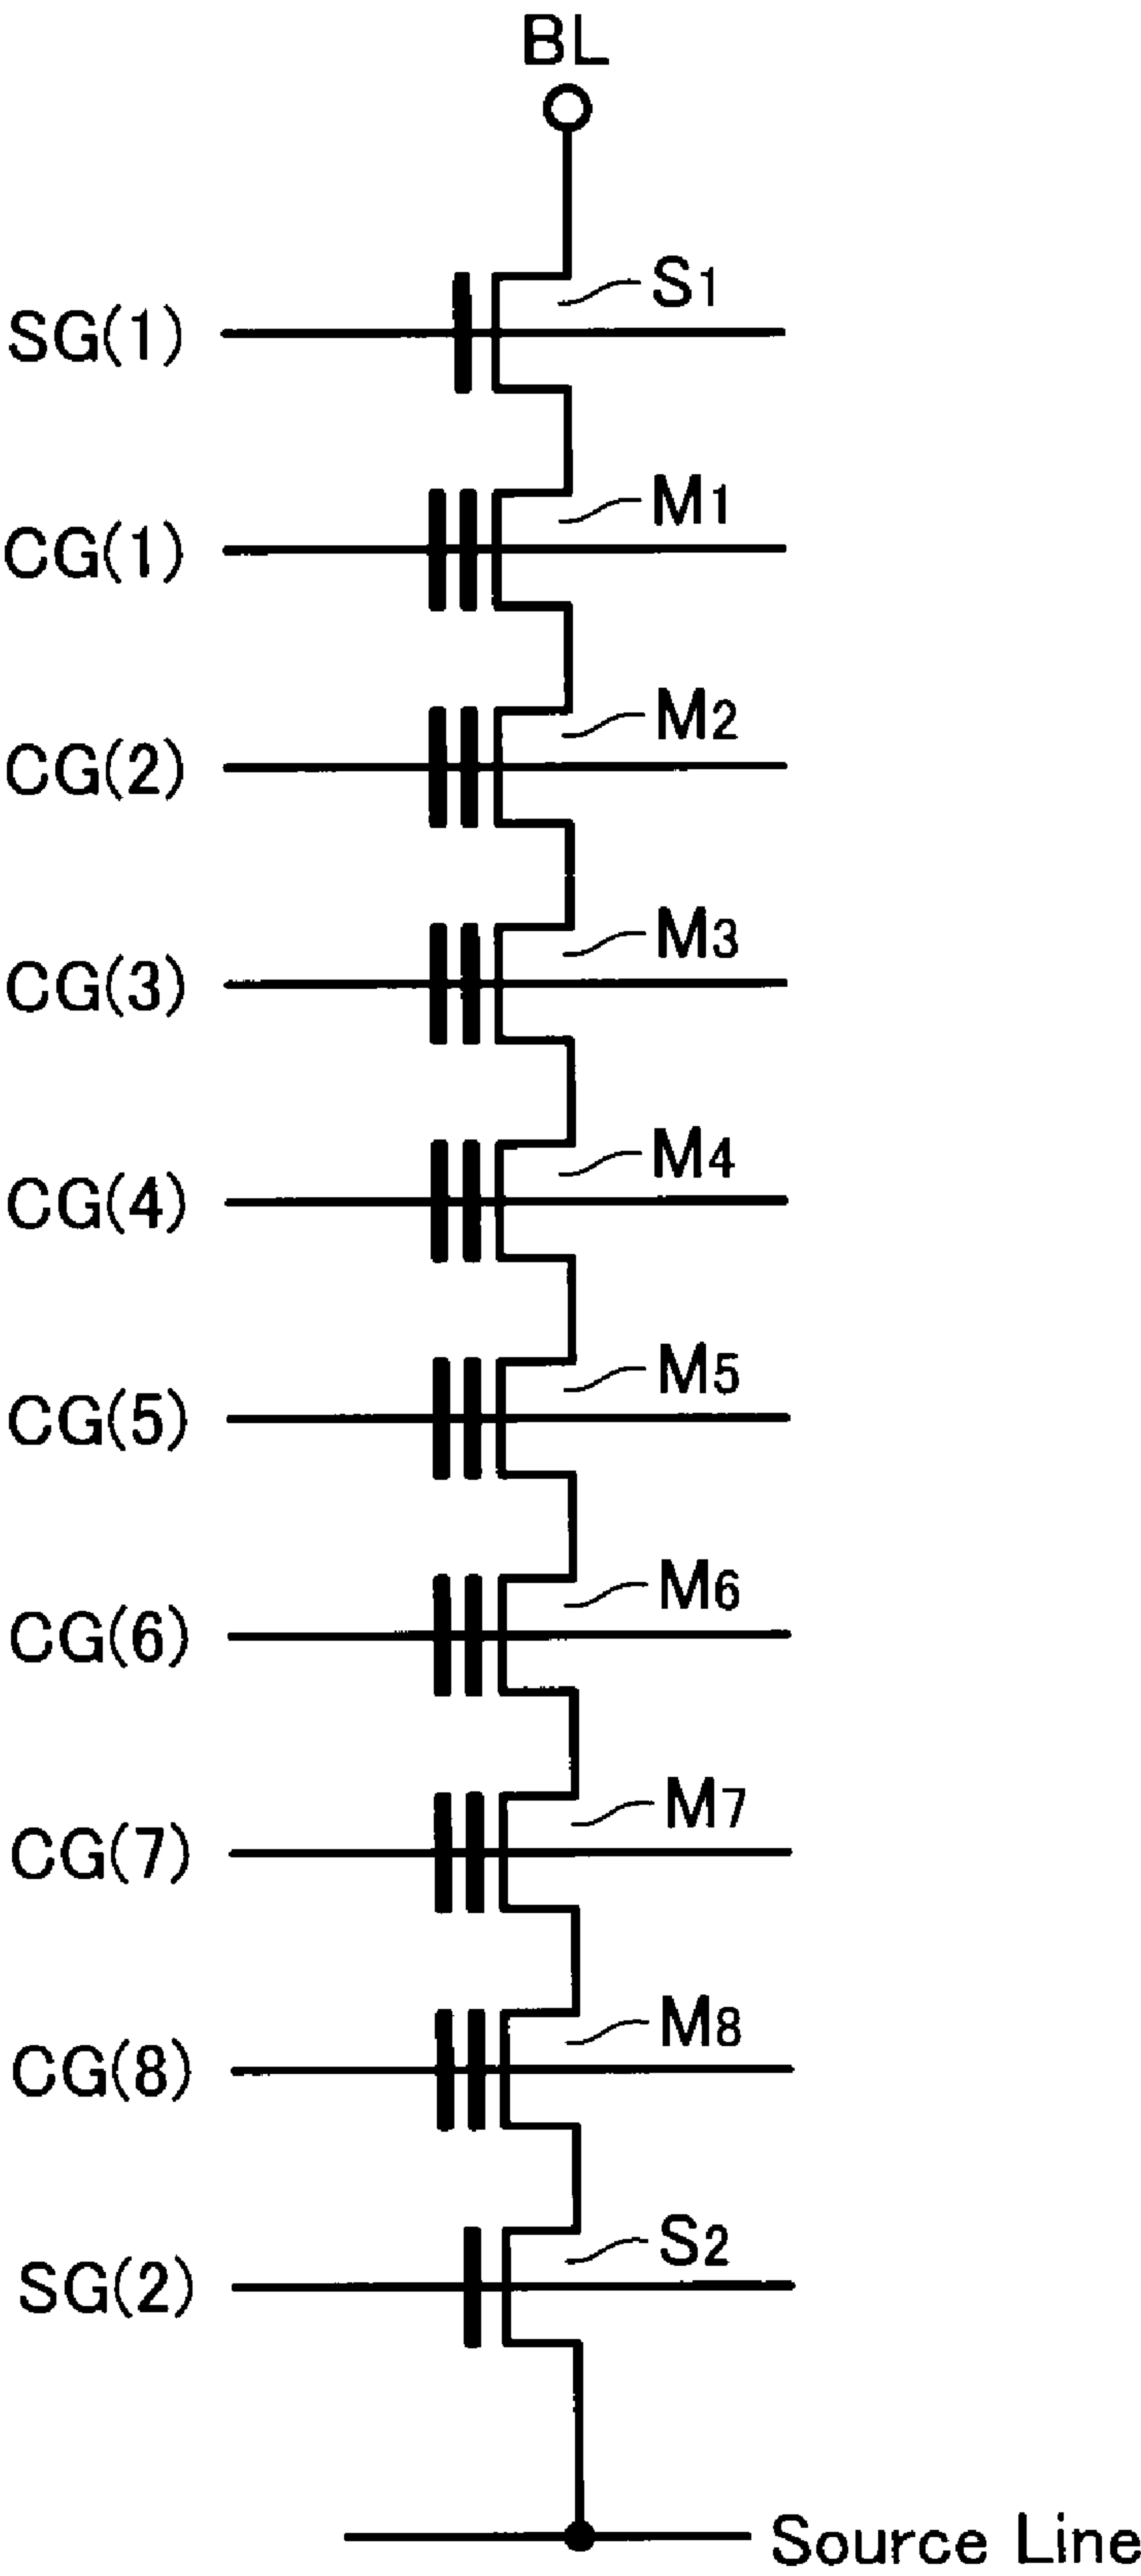 BL
S1
SG(1)
M1
CG(1)
M2
CG(2)
M3
CG(3)
M4
CG(4)
M5
CG(5)
M6
CG(6)
M7
CG(7)
M8
CG(8)
S2
SG(2)
Source Line